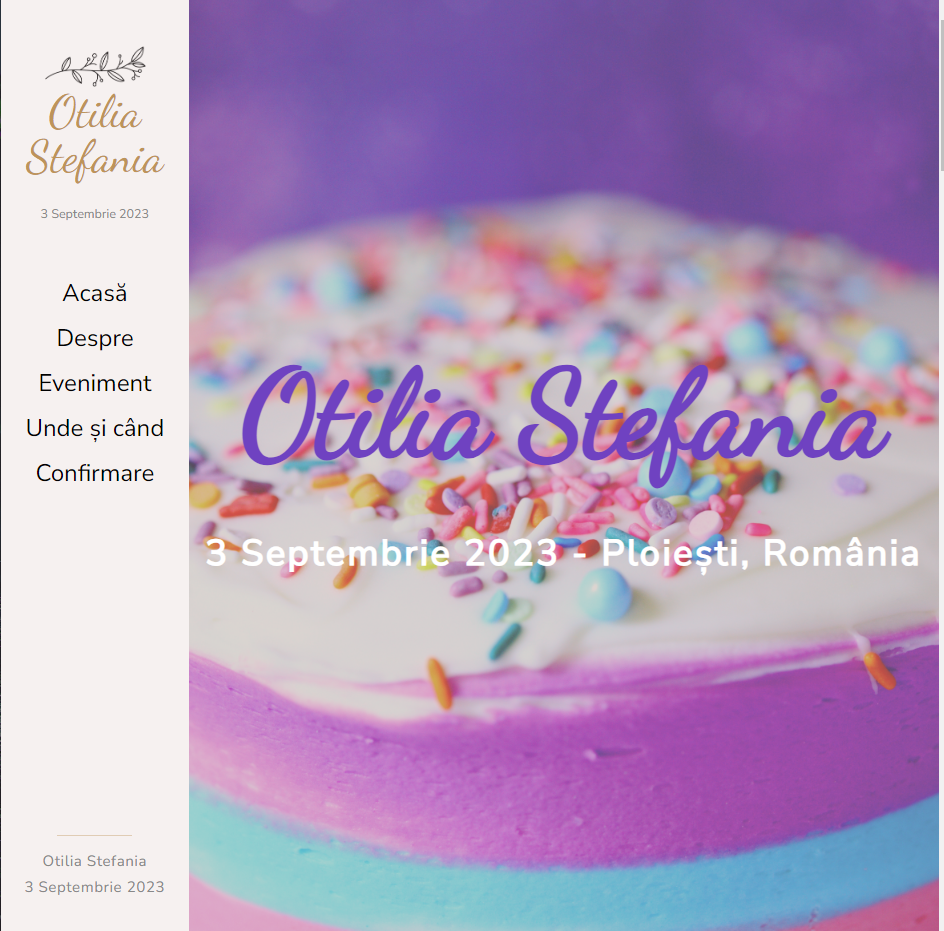 Otilia
Stefania
3 Septembrie 2023
Acasă
Despre
Eveniment
Unde și când
Confirmare
Otilia Stefania
3 Septembrie 2023
Otilia Stefania
3 Septembrie 2023 - Ploiești, România